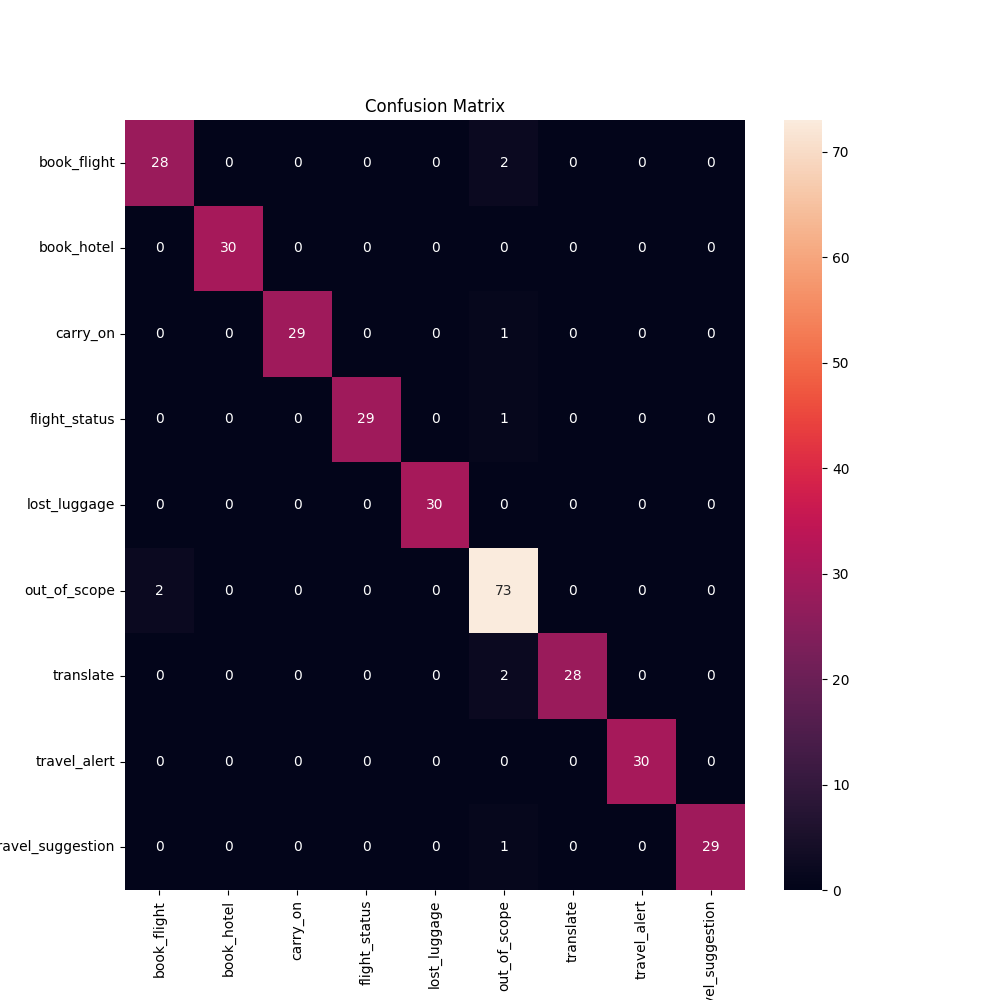 Confusion Matrix
book_flight 28 0 0 0 0 2 0 0 0
book_hotel 0 30 0 0 0 0 0 0 0
carry_on 0 0 29 0 0 1 0 0 0
flight_status 0 0 0 29 0 1 0 0 0
lost_luggage 0 0 0 0 30 0 0 0 0
out_of_scope 2 0 0 0 0 73 0 0 0
translate 0 0 0 0 0 2 28 0 0
travel_alert 0 0 0 0 0 0 0 30 0
ravel_suggestion 0 0 0 0 0 1 0 0 29
book_flight
book_hotel
carry_on
flight_status
lost_luggage
out_of_scope
translate
travel_alert
vel_suggestion
70
60
50
40
30
20
10
0